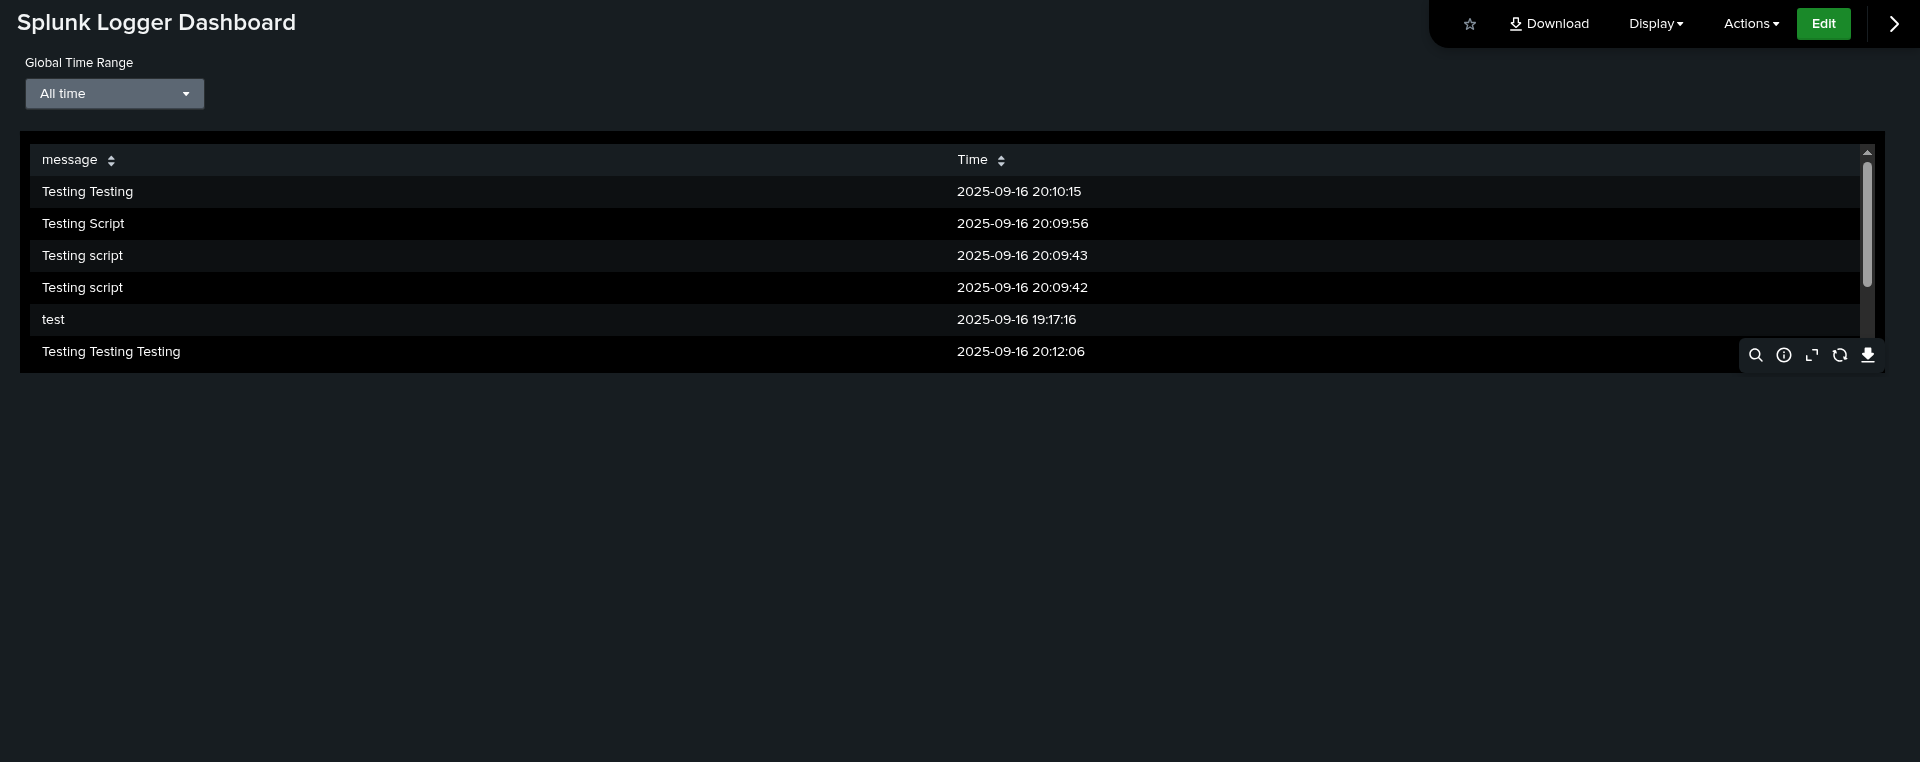 Splunk Logger Dashboard
Download
Display
Actions
Edit
Global Time Range
All time
message Time
Testing Testing 2025-09-16 20:10:15
Testing Script 2025-09-16 20:09:56
Testing script 2025-09-16 20:09:43
Testing script 2025-09-16 20:09:42
test 2025-09-16 19:17:16
Testing Testing Testing 2025-09-16 20:12:06